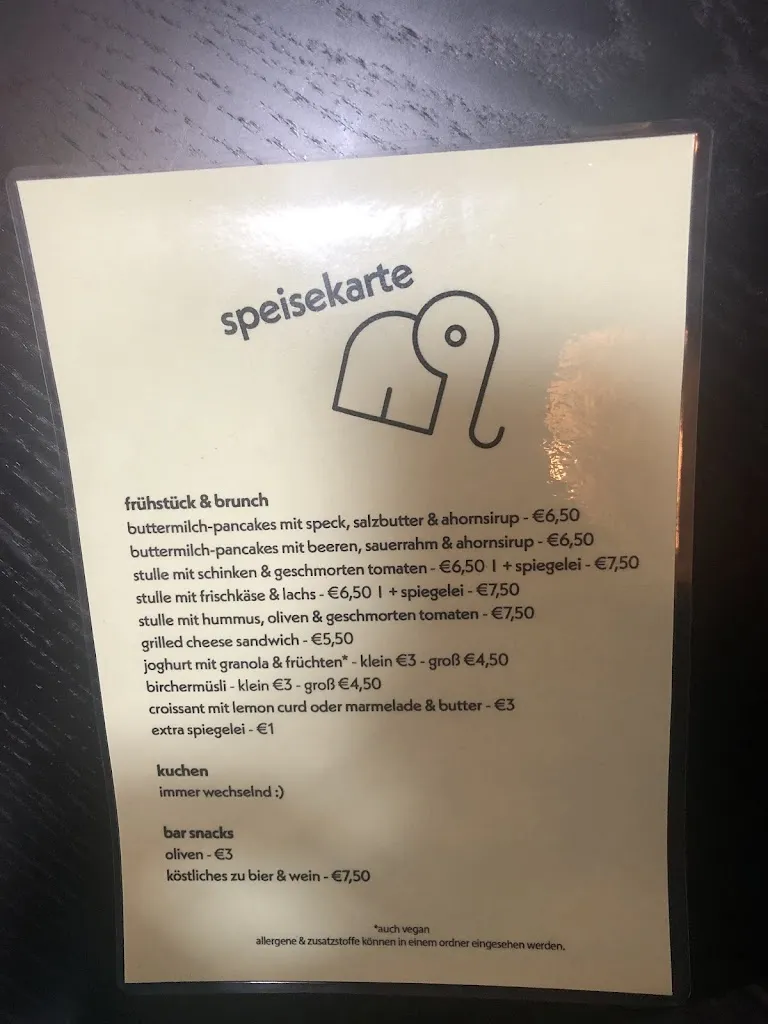 speisekarte
frühstück & brunch
buttermilch-pancakes mit speck, salzbutter & ahornsirup - €6,50
buttermilch-pancakes mit beeren, sauerrahm & ahornsirup - €6,50
stulle mit schinken & geschmorten tomaten - €6,50 | + spiegelei - €7,50
stulle mit frischkäse & lachs - €6,50 | + spiegelei - €7,50
stulle mit hummus, oliven & geschmorten tomaten - €7,50
grilled cheese sandwich - €5,50
joghurt mit granola & früchten* - klein €3 - groß €4,50
birchermüsli - klein €3 - groß €4,50
croissant mit lemon curd oder marmelade & butter - €3
extra spiegelei - €1
kuchen
immer wechselnd :)
bar snacks
oliven - €3
köstliches zu bier & wein - €7,50
*auch vegan
allergene & zusatzstoffe können in einem ordner eingesehen werden.